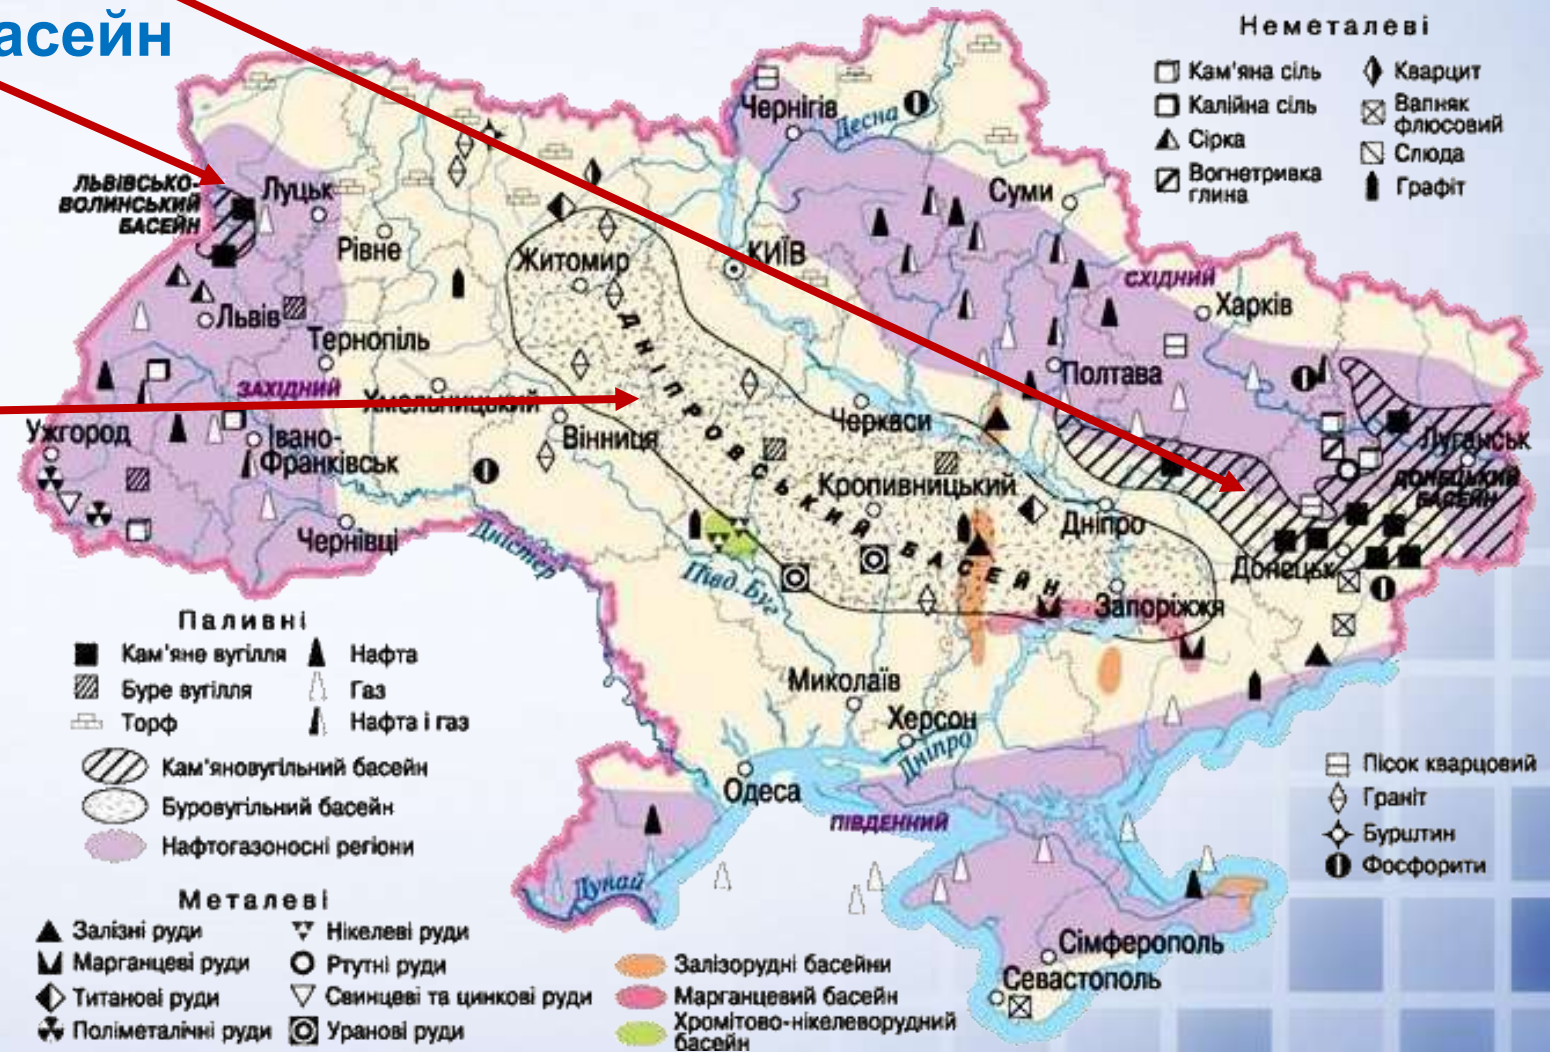 асейн
Неметалеві
Кам'яна сіль
Калійна сіль
Сірка
Вогнетривка
глина
Кварцит
Вапняк
флюсовий
Слюда
Графіт
Чернігів
Десна
Суми
ЛЬВІВСЬКО-
ВОЛИНСЬКИЙ
БАСЕЙН
Луцьк
Рівне
Житомир
КИЇВ
СХІДНИЙ
Харків
Львів
Тернопіль
Полтава
ЗАХІДНИЙ
Хмельницький
Черкаси
Ужгород
Івано-
Франківськ
Вінниця
ДНІПРОВСЬКИЙ БАСЕЙН
Луганськ
ДОНЕЦЬКИЙ
БАСЕЙН
Кропивницький
Дніпро
Чернівці
Дністер
Півд. Буг
Донецьк
Запоріжжя
Миколаїв
Херсон
Дніпро
Одеса
ПІВДЕННИЙ
Дунай
Сімферополь
Севастополь
Паливні
Кам'яне вугілля
Буре вугілля
Торф
Нафта
Газ
Нафта і газ
Кам'яновугільний басейн
Буровугільний басейн
Нафтогазоносні регіони
Металеві
Залізні руди
Марганцеві руди
Титанові руди
Поліметалічні руди
Нікелеві руди
Ртутні руди
Свинцеві та цинкові руди
Уранові руди
Залізорудні басейни
Марганцевий басейн
Хромітово-нікелеворудний
басейн
Пісок кварцовий
Граніт
Бурштин
Фосфорити